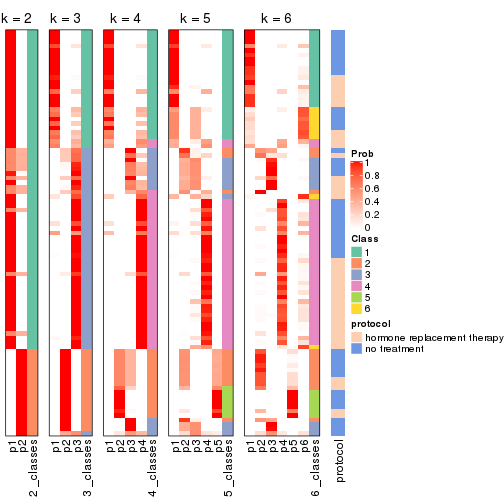 k = 2 k = 3 k = 4 k = 5 k = 6
Prob
1
0.8
0.6
0.4
0.2
0
Class
1
2
3
4
5
6
protocol
hormone replacement therapy
no treatment
p1 p2 2_classes p1 p2 p3 3_classes p1 p2 p3 p4 4_classes p1 p2 p3 p4 p5 5_classes p1 p2 p3 p4 p5 p6 6_classes protocol